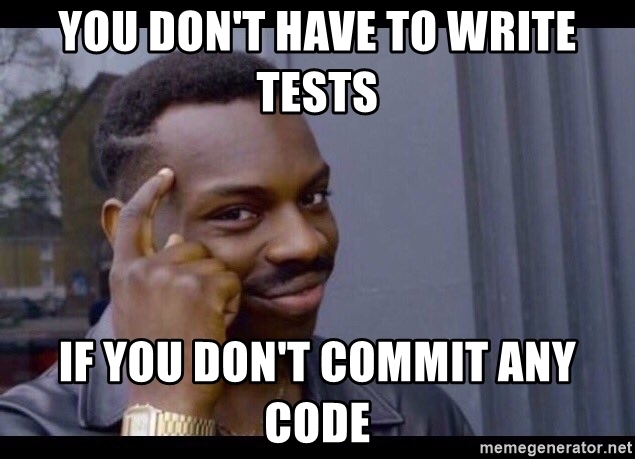 YOU DON'T HAVE TO WRITE
TESTS
IF YOU DON'T COMMIT ANY
CODE
memegenerator.net